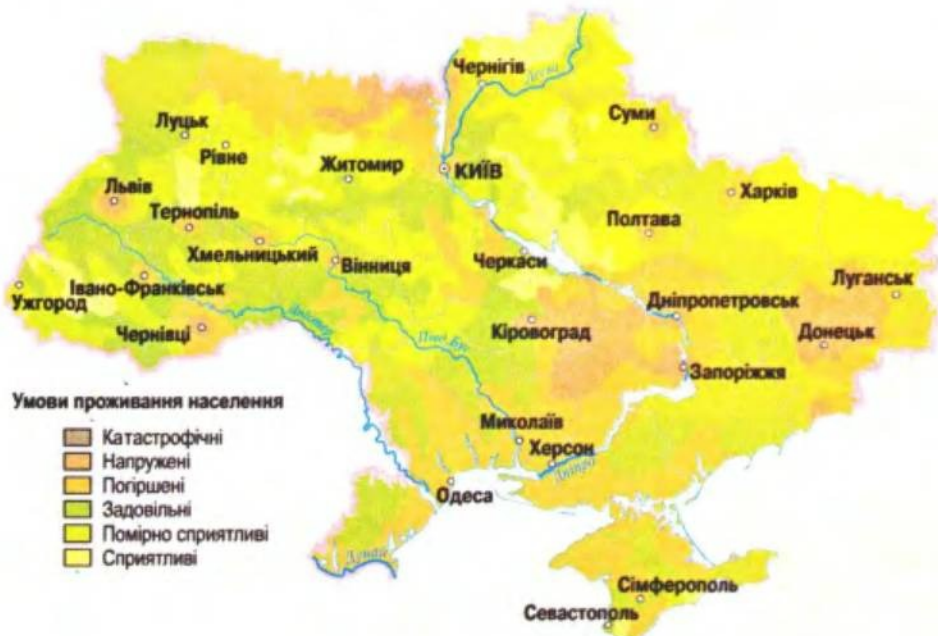 Чернігів
Десна
Суми
Луцьк
Рівне
Житомир
КИЇВ
Львів
Харків
Тернопіль
Полтава
Хмельницький
Вінниця
Черкаси
Луганськ
Івано-Франківськ
Ужгород
Дністер
Дніпропетровськ
Чернівці
Півд. Буг
Кіровоград
Донецьк
Запоріжжя
Умови проживання населення
Миколаїв
Катастрофічні
Херсон
Напружені
Дніпро
Погіршені
Одеса
Задовільні
Помірно сприятливі
Дунай
Сприятливі
Сімферополь
Севастополь